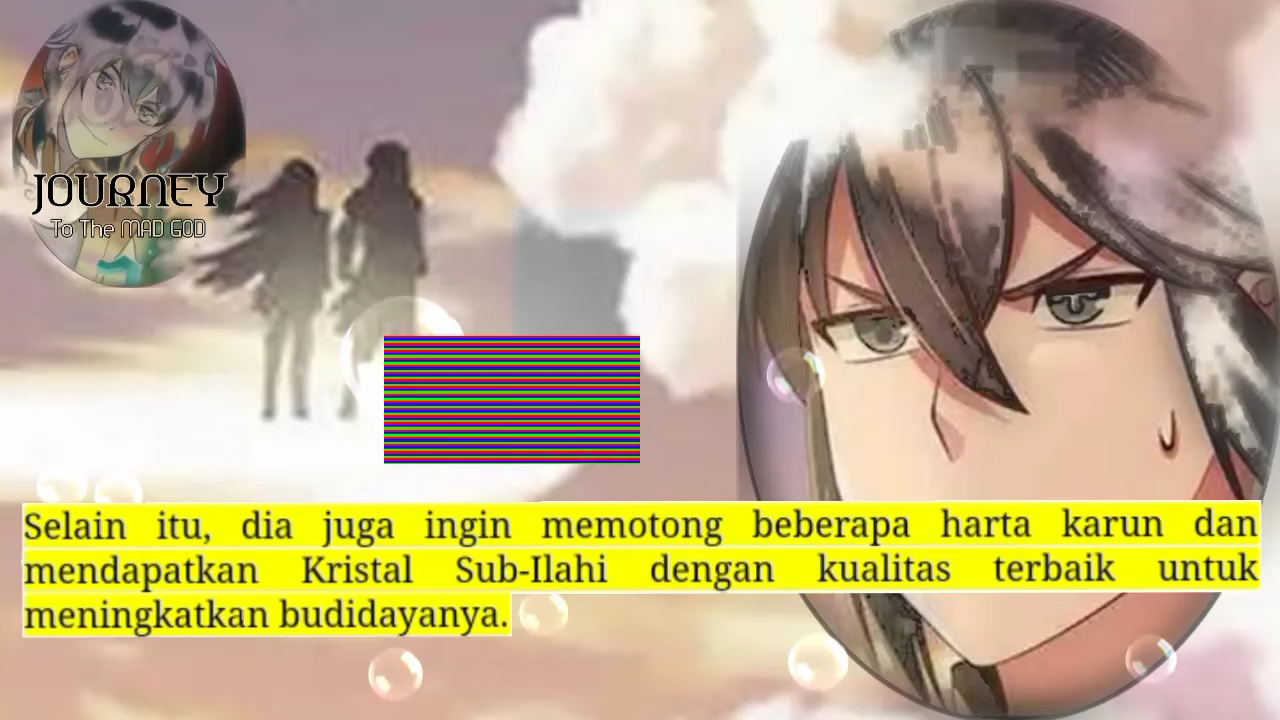 JOURNEY
To The MAD GOD
Selain itu, dia juga ingin memotong beberapa harta karun dan
mendapatkan Kristal Sub-Ilahi dengan kualitas terbaik untuk
meningkatkan budidayanya.